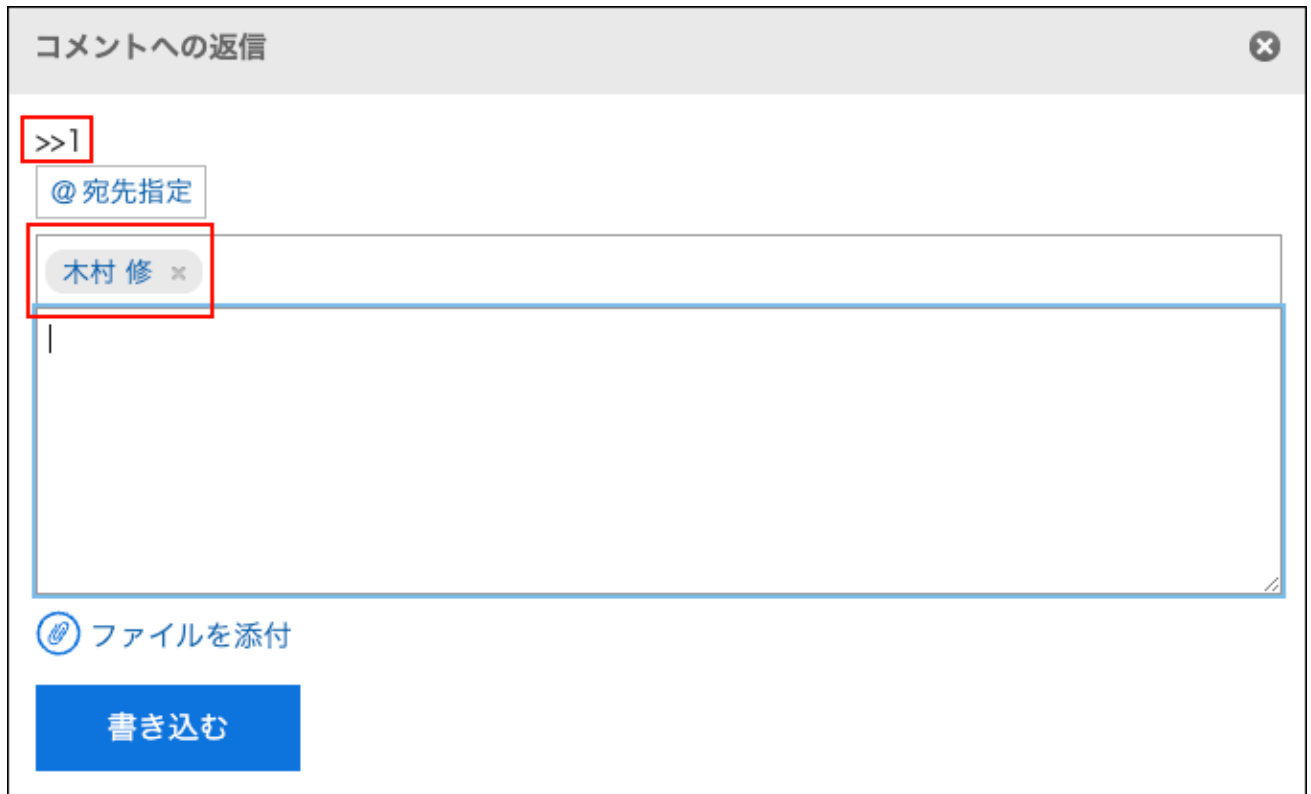 コメントへの返信
>>1
@宛先指定
木村 修 ×
ファイルを添付
書き込む